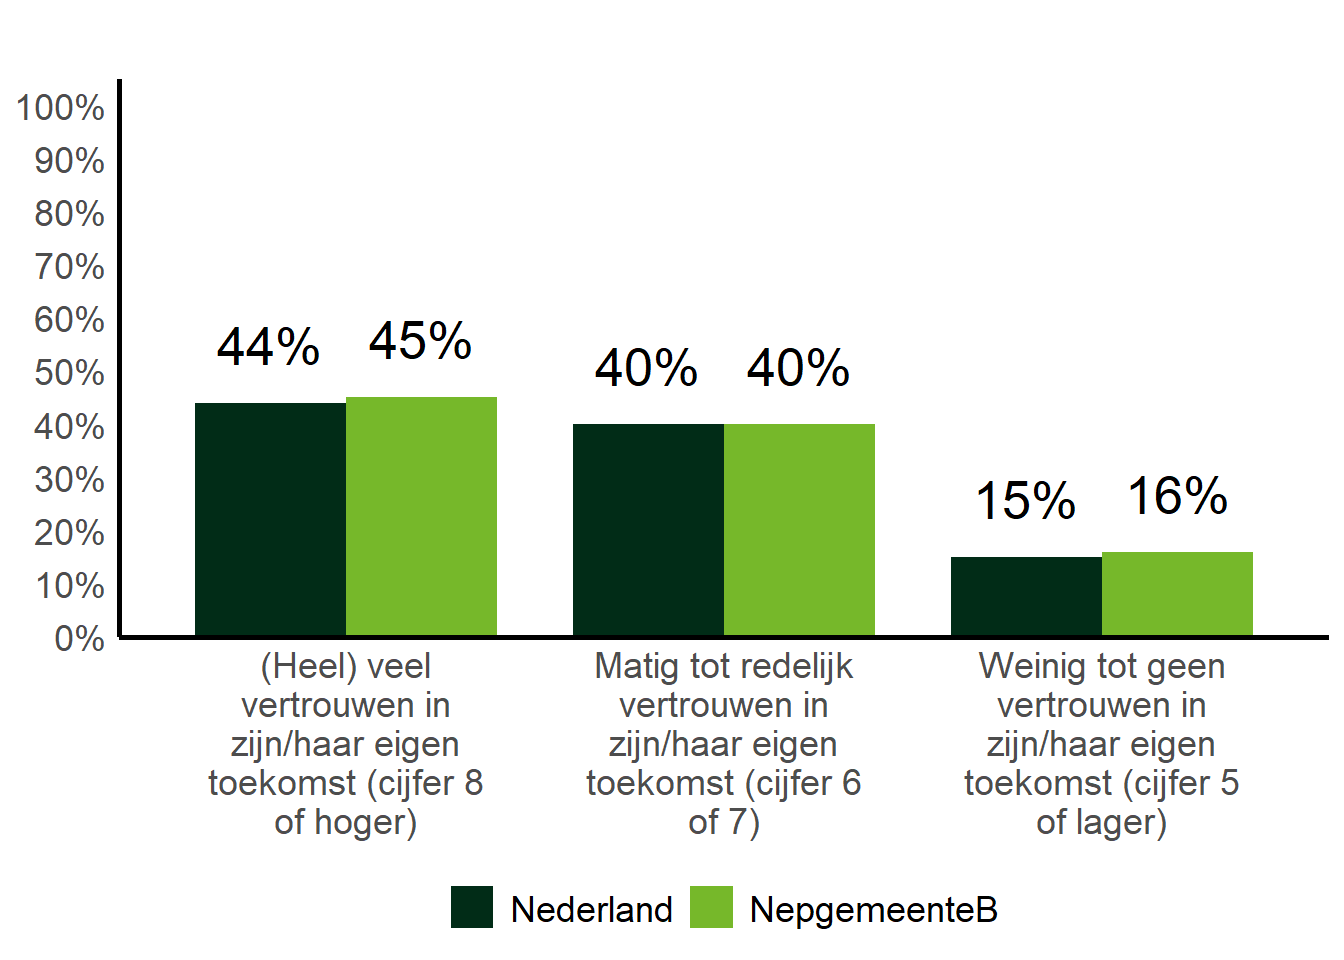 100%
90%
80%
70%
60%
50%
40%
30%
20%
10%
0%
44%
45%
40%
40%
15%
16%
(Heel) veel
vertrouwen in
zijn/haar eigen
toekomst (cijfer 8
of hoger)
Matig tot redelijk
vertrouwen in
zijn/haar eigen
toekomst (cijfer 6
of 7)
Weinig tot geen
vertrouwen in
zijn/haar eigen
toekomst (cijfer 5
of lager)
Nederland NepgemeenteB